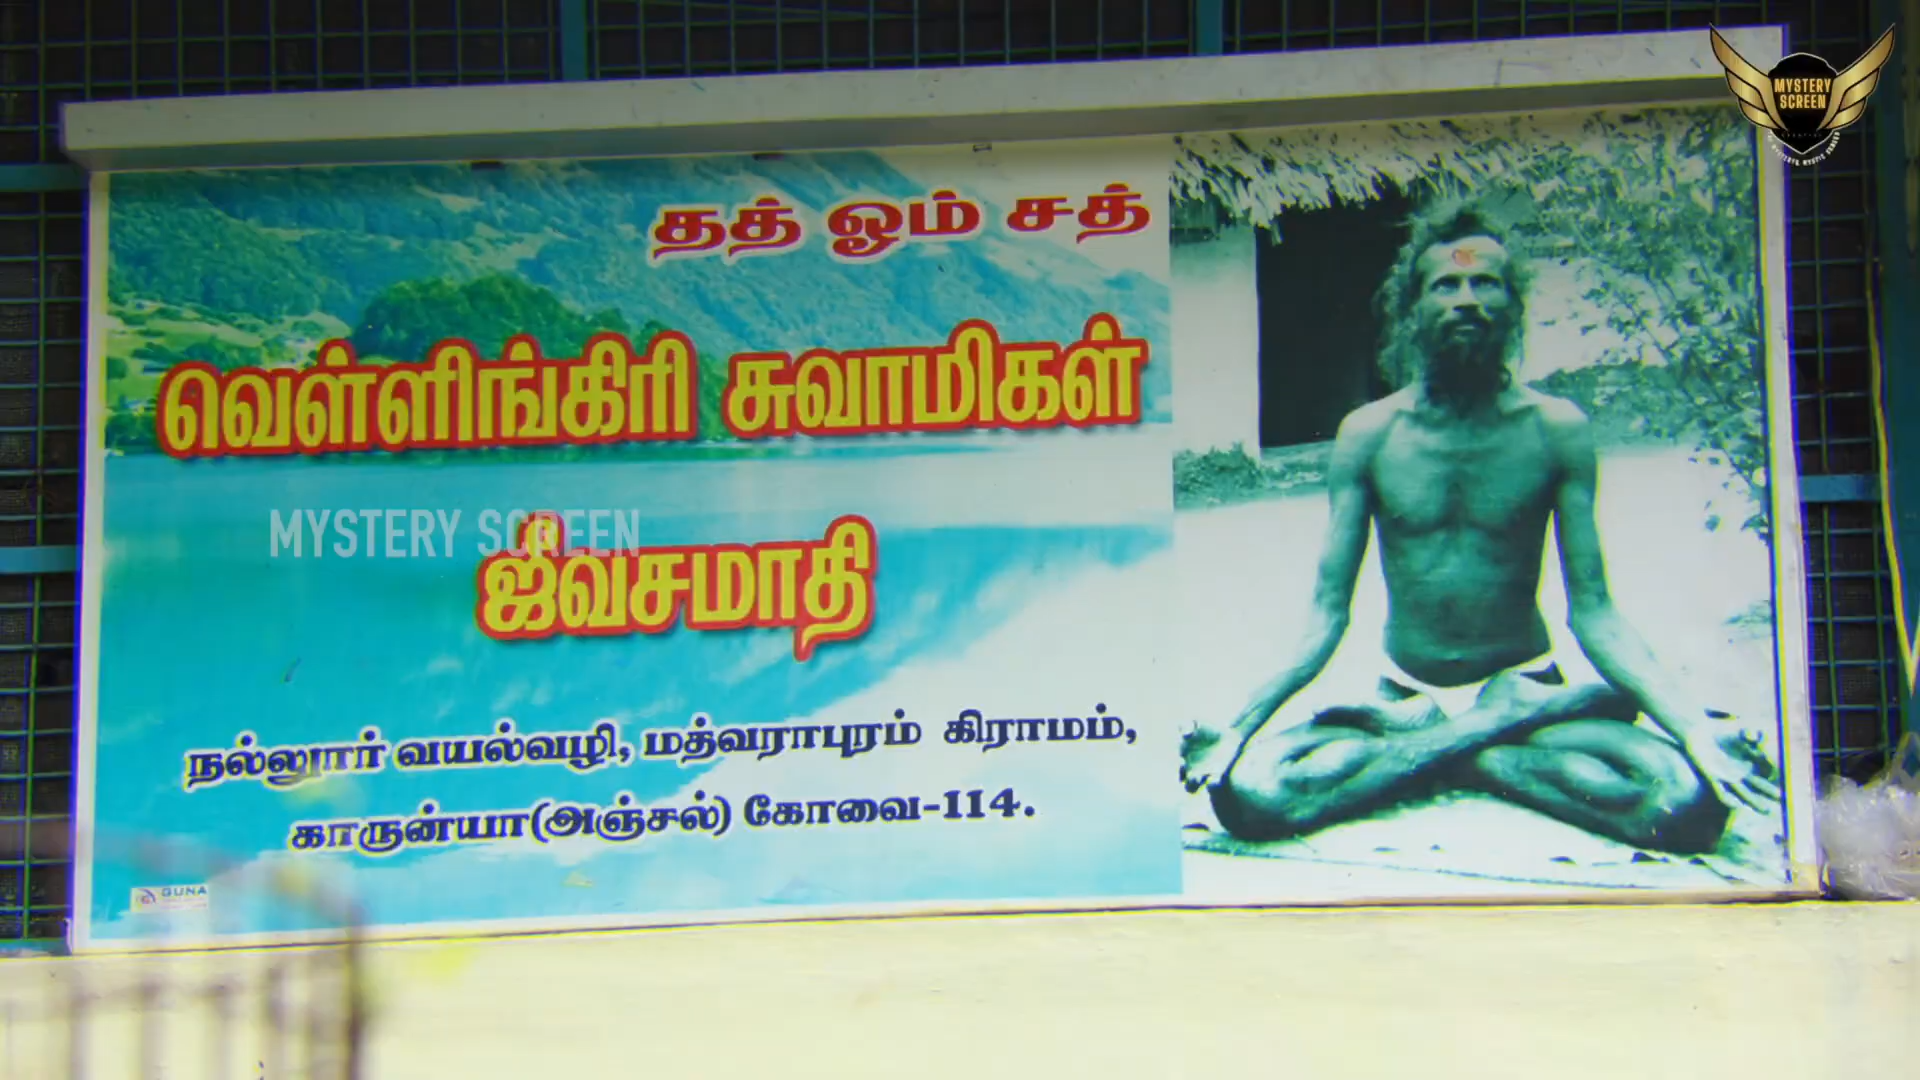 MYSTERY
SCREEN
தத் ஓம் சத்
வெள்ளிங்கிரி சுவாமிகள்
MYSTERY SCREEN
ஜீவசமாதி
நல்லூர் வயல்வழி, மத்வராபுரம் கிராமம்,
காருன்யா(அஞ்சல்) கோவை-114.
GUNA